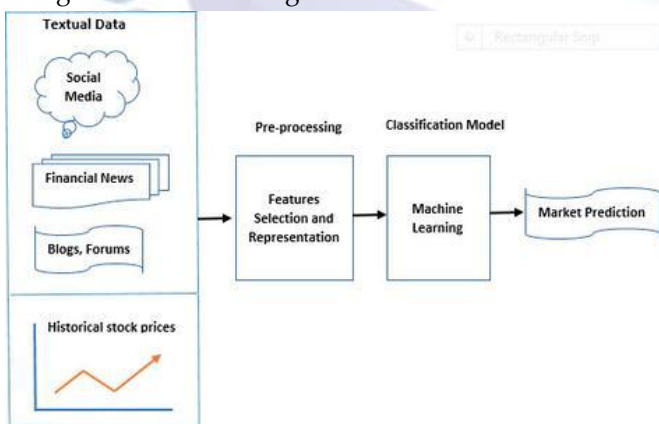 Textual Data
Rectangular Snip
Social
Media
Pre-processing
Classification Model
Financial News
Features
Selection and
Representation
Machine
Learning
Market Prediction
Blogs, Forums
Historical stock prices